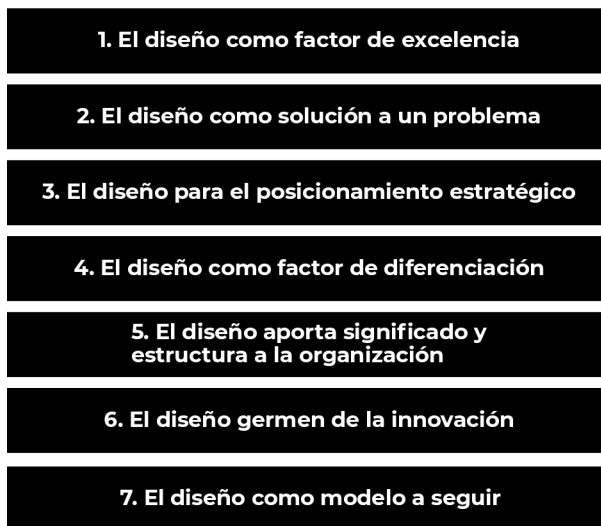 1. El diseño como factor de excelencia
2. El diseño como solución a un problema
3. El diseño para el posicionamiento estratégico
4. El diseño como factor de diferenciación
5. El diseño aporta significado y
estructura a la organización
6. El diseño germen de la innovación
7. El diseño como modelo a seguir